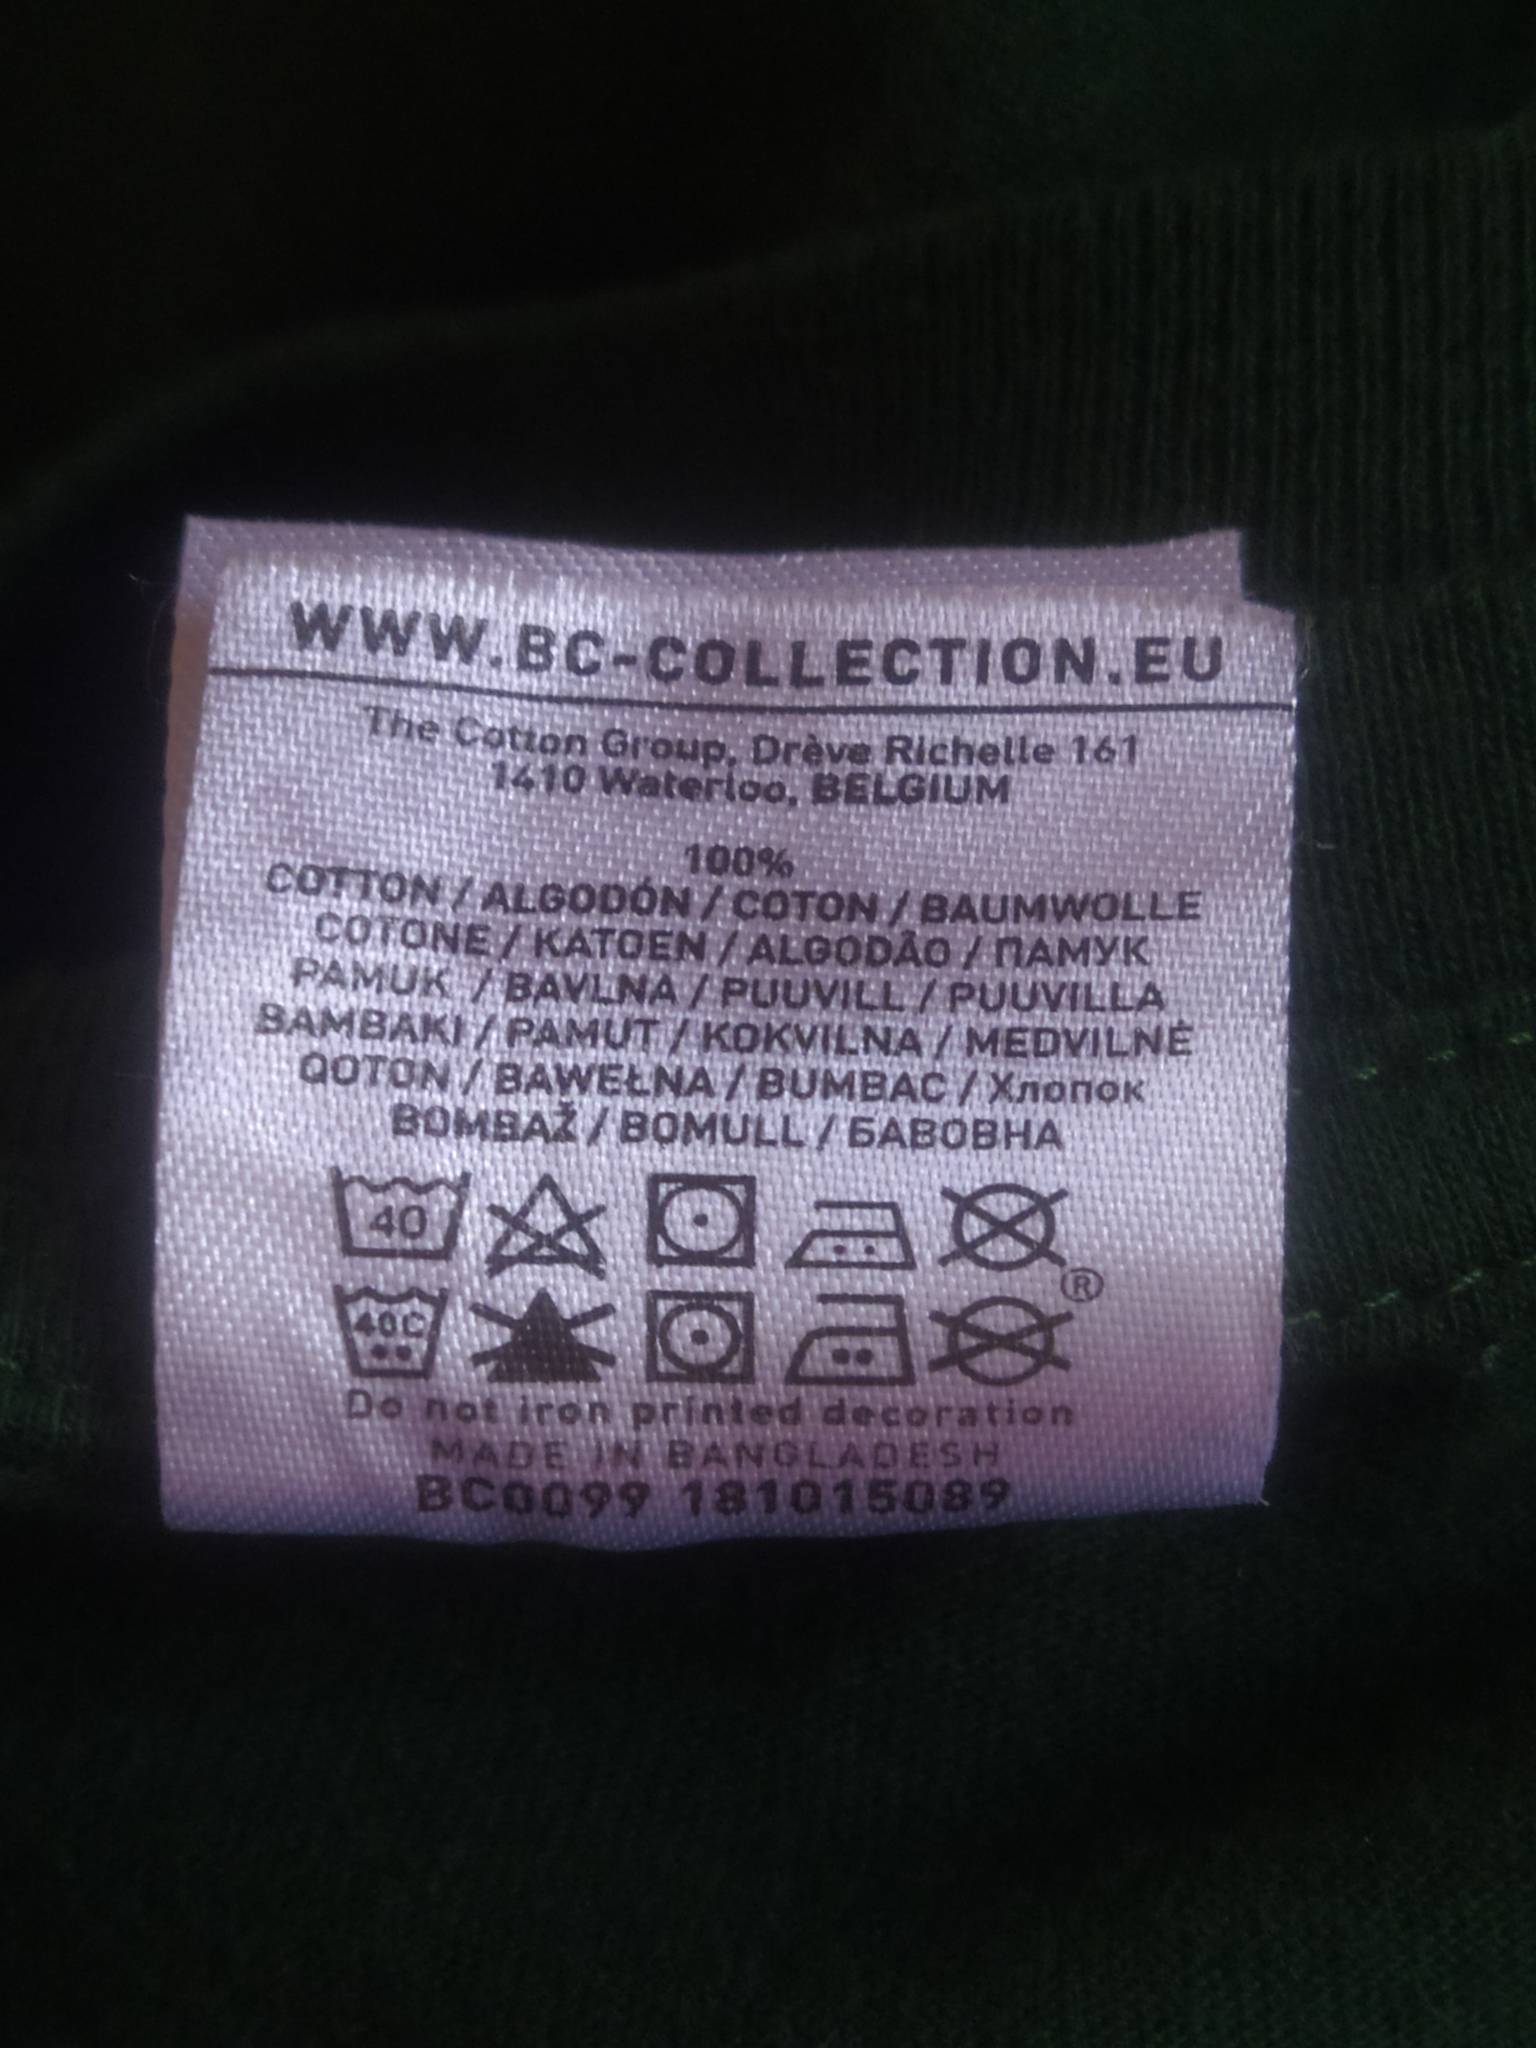 WWW.BC-COLLECTION.EU
The Cotton Group, Drève Richelle 161
1410 Waterloo, BELGIUM
100%
COTTON / ALGODÓN / COTON / BAUMWOLLE
COTONE / KATOEN / ALGODÃO / ПАМУК
PAMUK / BAVLNA / PUUVILL / PUUVILLA
BAMBAKI / PAMUT / KOKVILNA / MEDVILNĖ
QOTON / BAWEŁNA / BUMBAC / Хлопок
BOMBAŽ / BOMULL / БАВОВНА
40
®
40C
Do not iron printed decoration
MADE IN BANGLADESH
BC0099 181015089